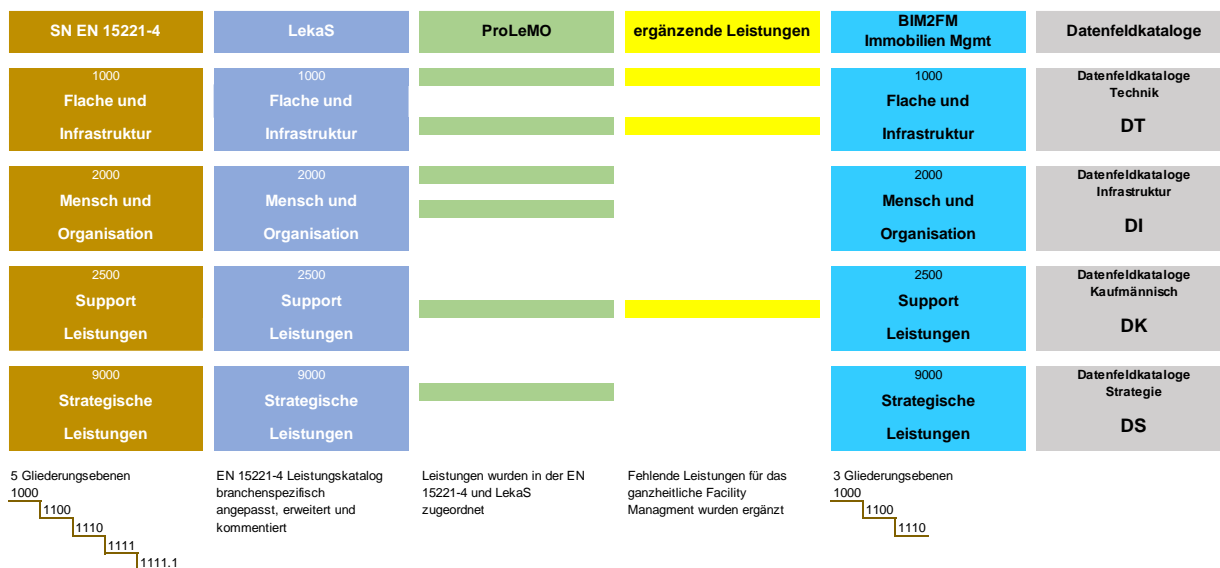 SN EN 15221-4
LekaS
ProLeMO
ergänzende Leistungen
BIM2FM
Immobilien Mgmt
Datenfeldkataloge
1000
Flache und
Infrastruktur
1000
Flache und
Infrastruktur
1000
Flache und
Infrastruktur
Datenfeldkataloge
Technik
DT
2000
Mensch und
Organisation
2000
Mensch und
Organisation
2000
Mensch und
Organisation
Datenfeldkataloge
Infrastruktur
DI
2500
Support
Leistungen
2500
Support
Leistungen
2500
Support
Leistungen
Datenfeldkataloge
Kaufmännisch
DK
9000
Strategische
Leistungen
9000
Strategische
Leistungen
9000
Strategische
Leistungen
Datenfeldkataloge
Strategie
DS
5 Gliederungsebenen
1000
1100
1110
1111
1111.1
EN 15221-4 Leistungskatalog
branchenspezifisch
angepasst, erweitert und
kommentiert
Leistungen wurden in der EN
15221-4 und LekaS
zugeordnet
Fehlende Leistungen für das
ganzheitliche Facility
Managment wurden ergänzt
3 Gliederungsebenen
1000
1100
1110